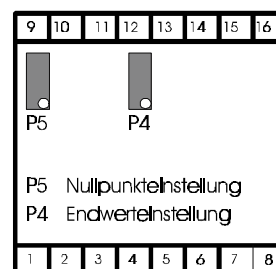 9 10 11 12 13 14 15 16
P5 P4
P5 Nullpunkteinstellung
P4 Endwerteinstellung
1 2 3 4 5 6 7 8